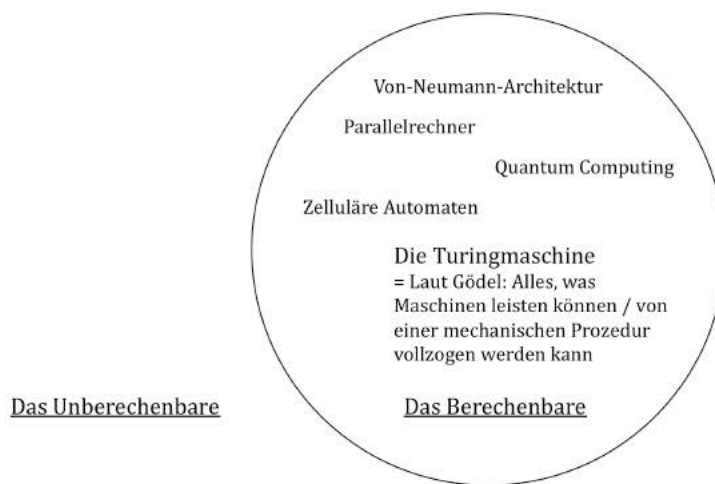 Von-Neumann-Architektur
Parallelrechner
Quantum Computing
Zelluläre Automaten
Die Turingmaschine
= Laut Gödel: Alles, was
Maschinen leisten können / von
einer mechanischen Prozedur
vollzogen werden kann
Das Unberechenbare
Das Berechenbare